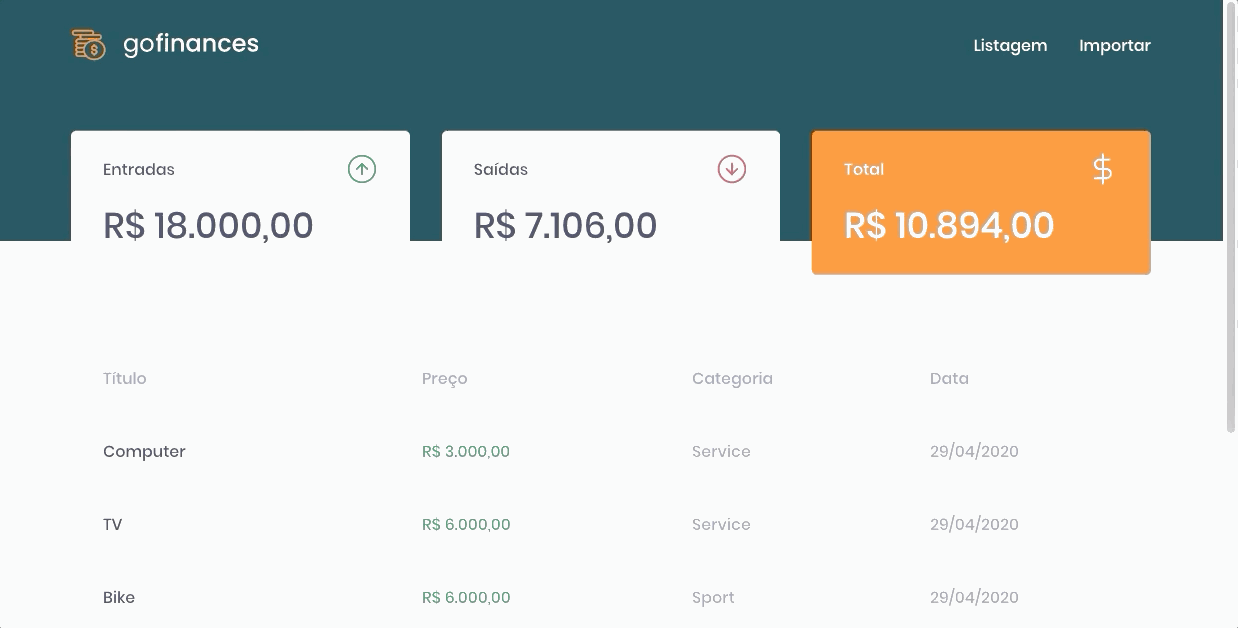 gofinances Listagem Importar
Entradas Saídas Total
R$ 18.000,00 R$ 7.106,00 R$ 10.894,00
Título Preço Categoria Data
Computer R$ 3.000,00 Service 29/04/2020
TV R$ 6.000,00 Service 29/04/2020
Bike R$ 6.000,00 Sport 29/04/2020